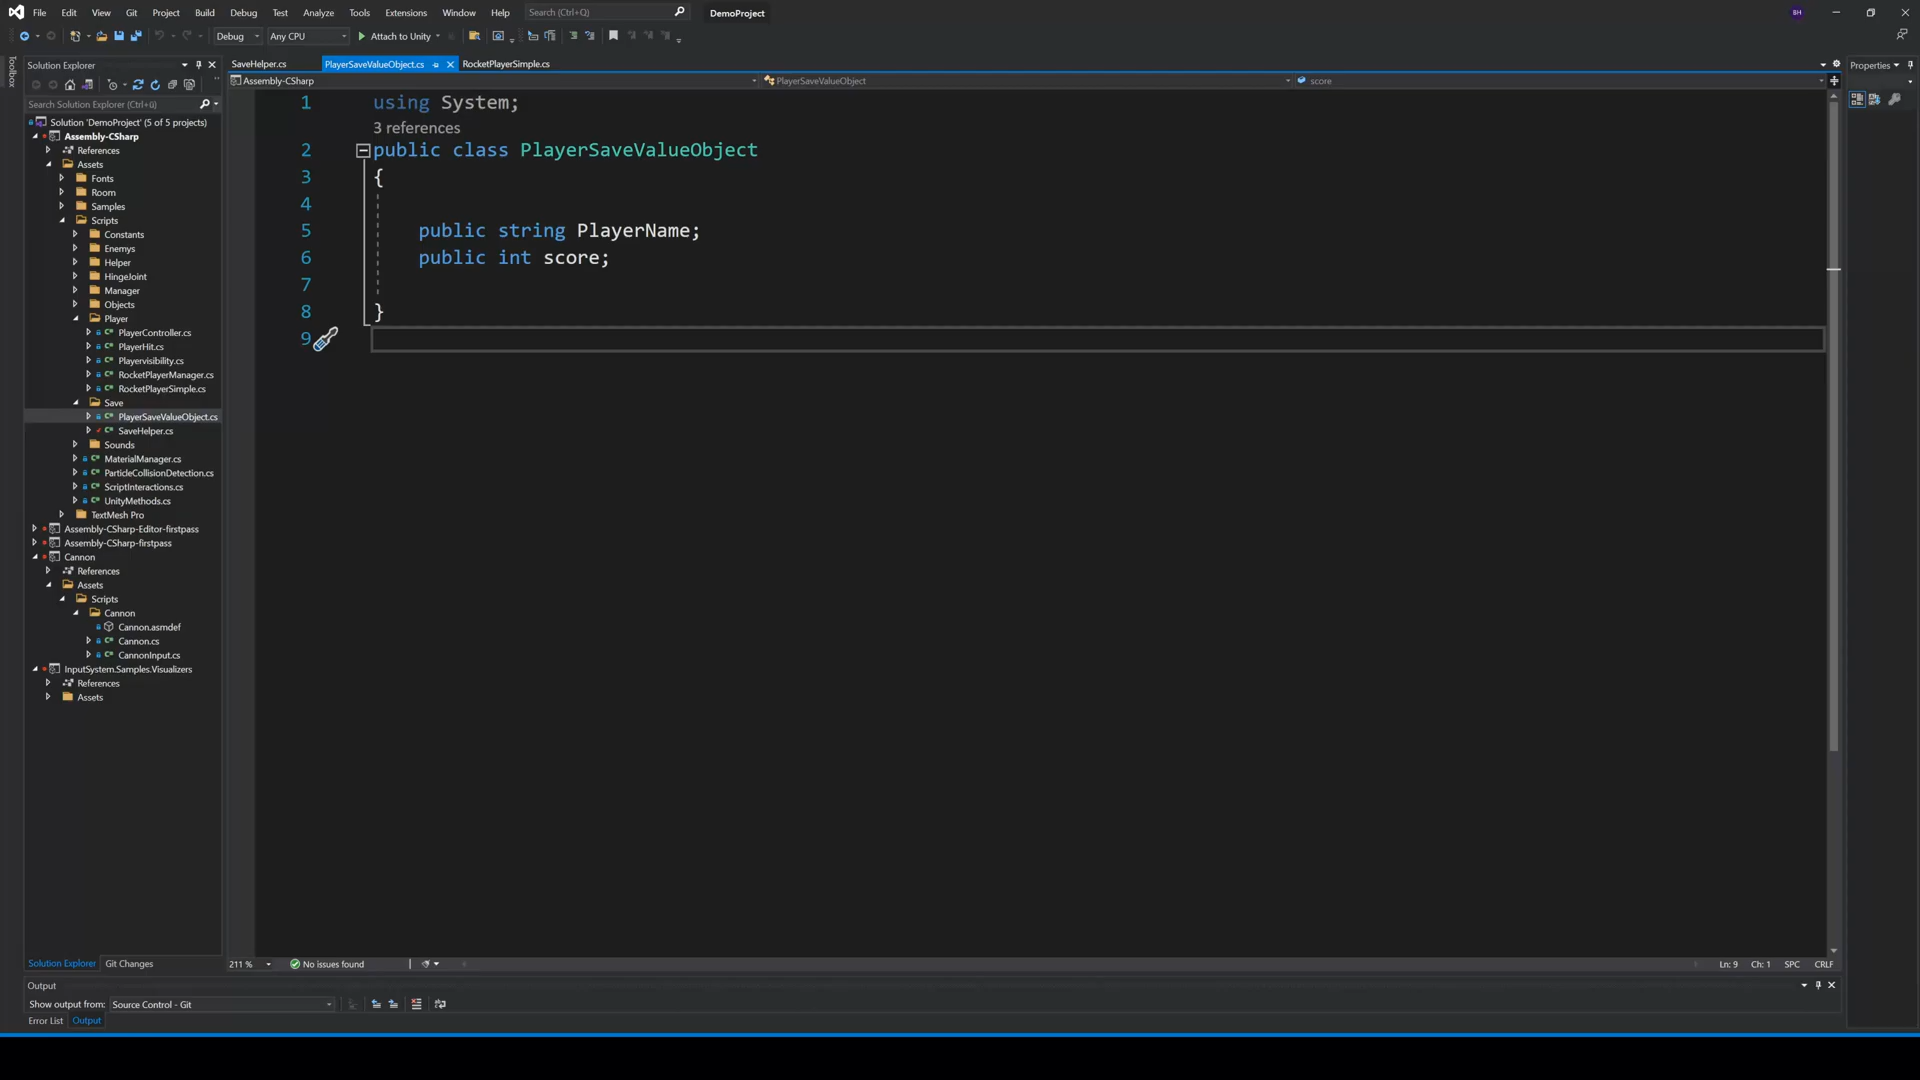 File Edit View Git Project Build Debug Test Analyze Tools Extensions Window Help Search (Ctrl+Q) DemoProject BH
Debug Any CPU Attach to Unity
Toolbox
Solution Explorer
Search Solution Explorer (Ctrl+ü)
Solution 'DemoProject' (5 of 5 projects)
Assembly-CSharp
References
Assets
Fonts
Room
Samples
Scripts
Constants
Enemys
Helper
HingeJoint
Manager
Objects
Player
PlayerController.cs
PlayerHit.cs
Playervisibility.cs
RocketPlayerManager.cs
RocketPlayerSimple.cs
Save
PlayerSaveValueObject.cs
SaveHelper.cs
Sounds
MaterialManager.cs
ParticleCollisionDetection.cs
ScriptInteractions.cs
UnityMethods.cs
TextMesh Pro
Assembly-CSharp-Editor-firstpass
Assembly-CSharp-firstpass
Cannon
References
Assets
Scripts
Cannon
Cannon.asmdef
Cannon.cs
CannonInput.cs
InputSystem.Samples.Visualizers
References
Assets
Solution Explorer Git Changes
SaveHelper.cs PlayerSaveValueObject.cs RocketPlayerSimple.cs
Assembly-CSharp PlayerSaveValueObject score
1 using System;
3 references
2 public class PlayerSaveValueObject
3 {
4
5 public string PlayerName;
6 public int score;
7
8 }
9
211 % No issues found Ln: 9 Ch: 1 SPC CRLF
Properties
Output
Show output from: Source Control - Git
Error List Output